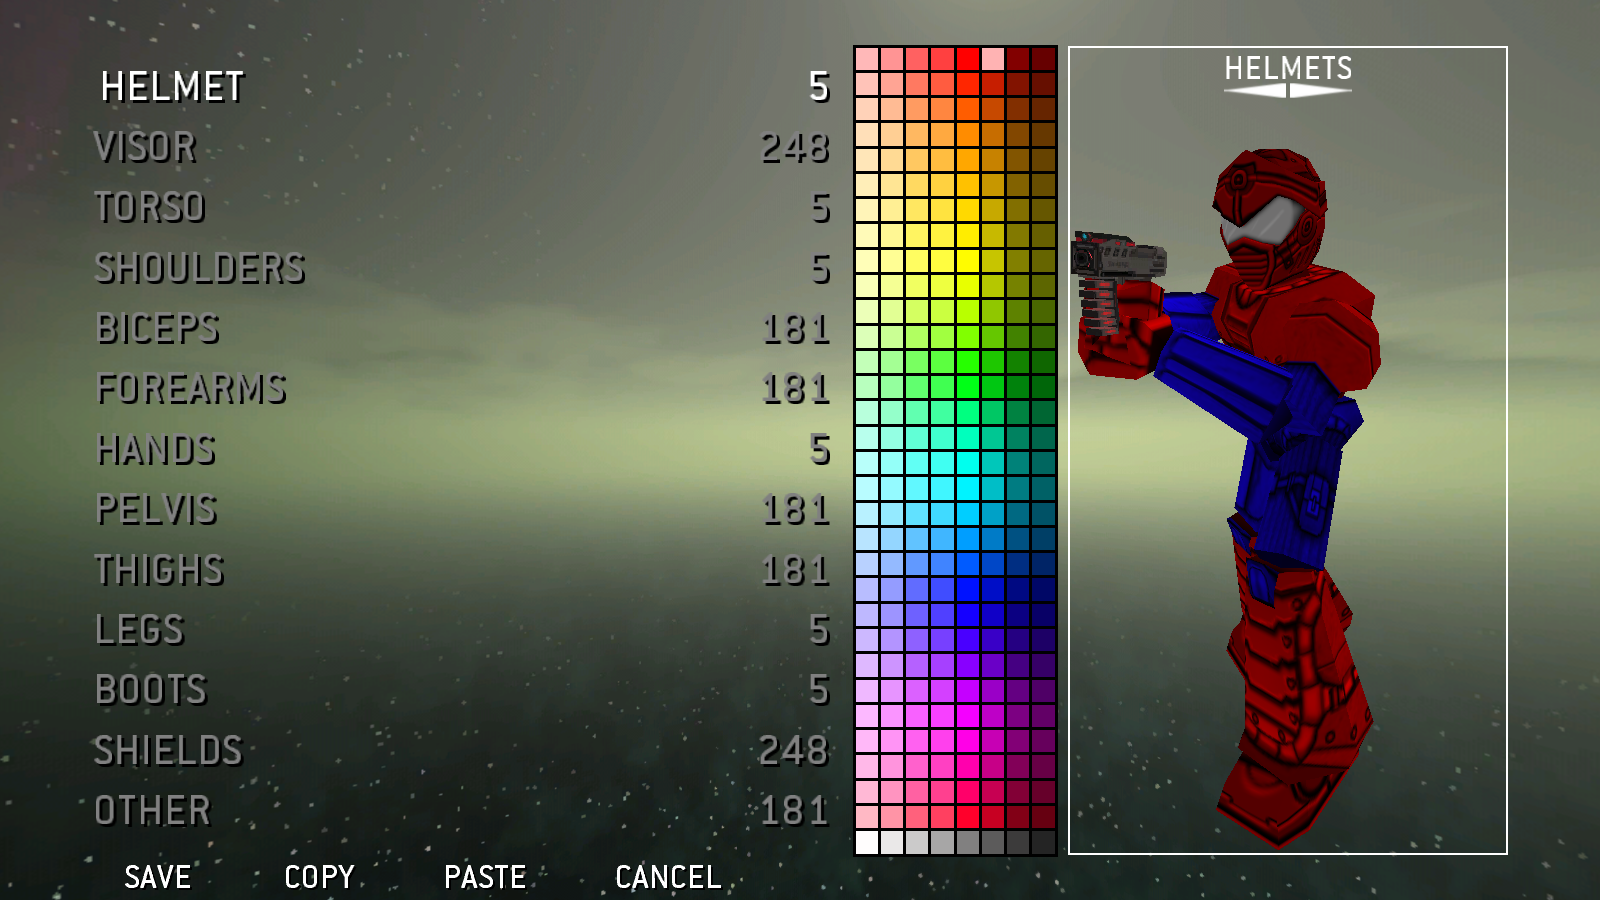 HELMET 5
VISOR 248
TORSO 5
SHOULDERS 5
BICEPS 181
FOREARMS 181
HANDS 5
PELVIS 181
THIGHS 181
LEGS 5
BOOTS 5
SHIELDS 248
OTHER 181
SAVE COPY PASTE CANCEL
HELMETS